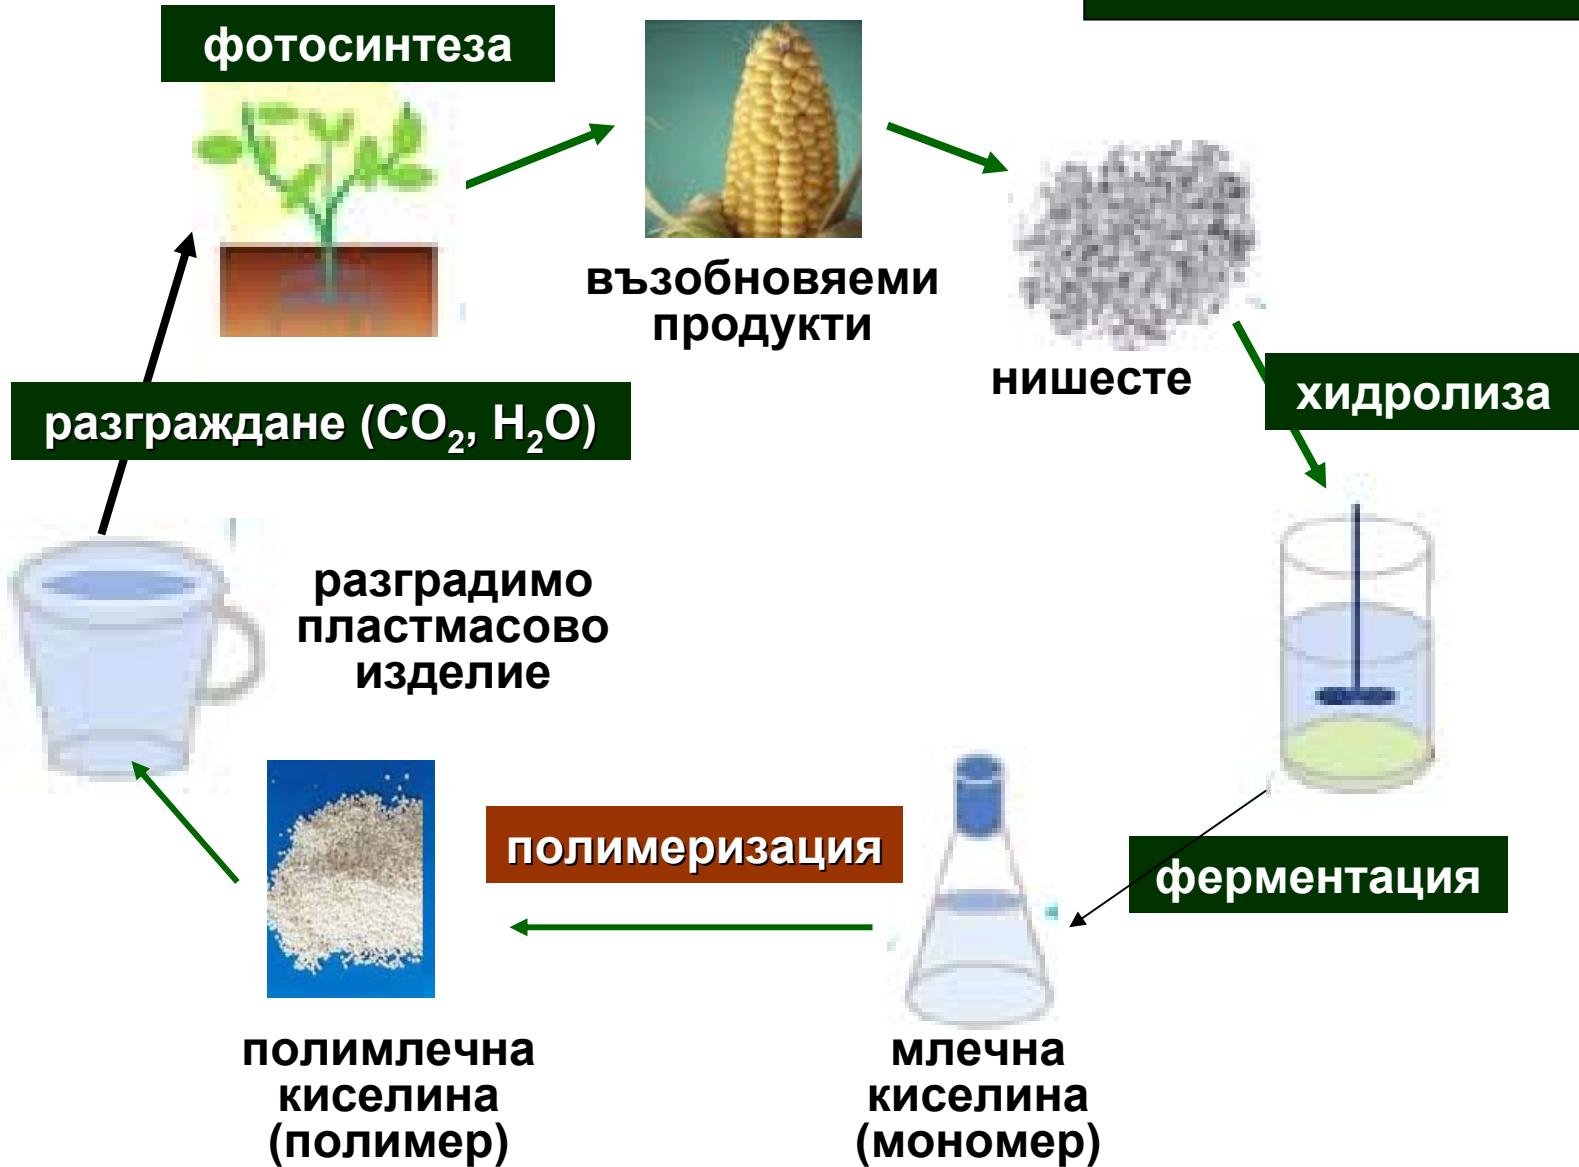 фотосинтеза
възобновяеми
продукти
нишесте
хидролиза
разграждане (CO₂, H₂O)
разградимо
пластмасово
изделие
полимеризация
ферментация
полимлечна
киселина
(полимер)
млечна
киселина
(мономер)